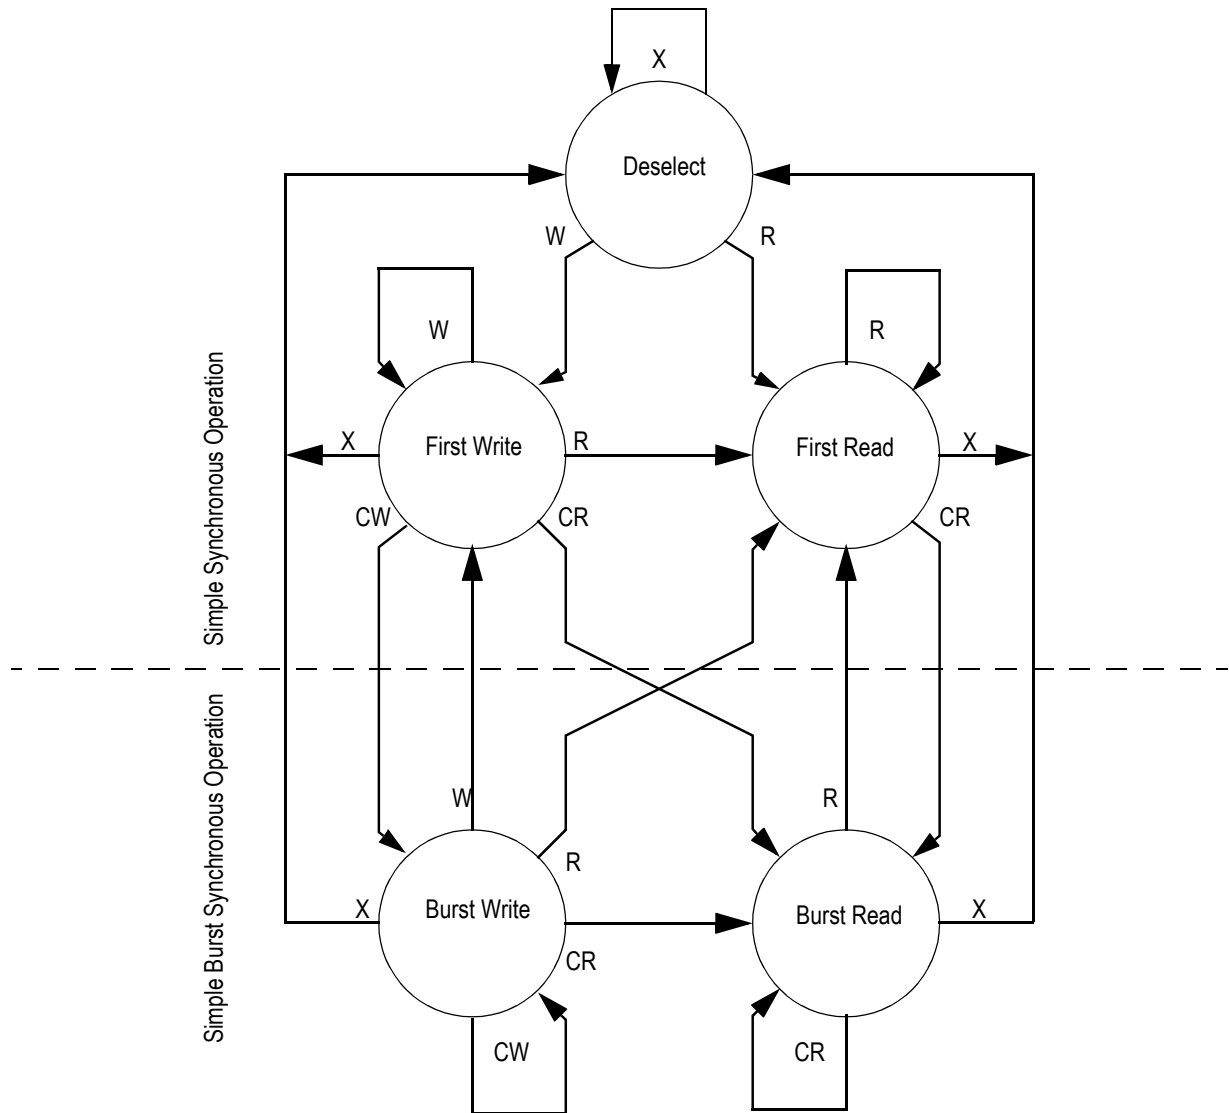 X
Deselect
W
R
W
R
Simple Synchronous Operation
X
First Write
R
First Read
X
CW
CR
CR
Simple Burst Synchronous Operation
W
R
R
X
Burst Write
Burst Read
X
CR
CW
CR